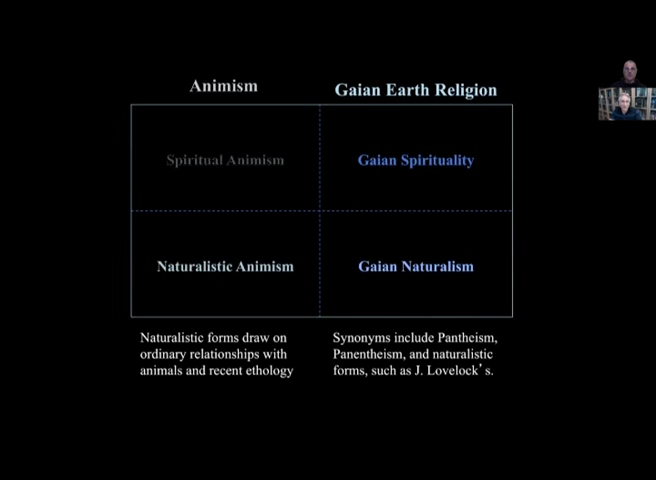 Animism
Gaian Earth Religion
Spiritual Animism
Gaian Spirituality
Naturalistic Animism
Gaian Naturalism
Naturalistic forms draw on
ordinary relationships with
animals and recent ethology
Synonyms include Pantheism,
Panentheism, and naturalistic
forms, such as J. Lovelock’s.